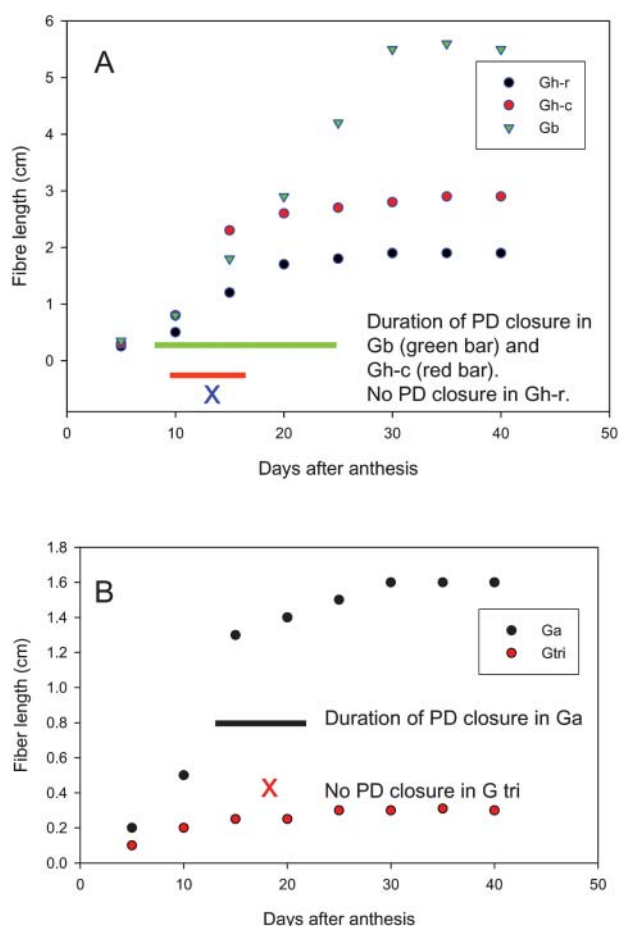 A
Gh-r
Gh-c
Gb
6
5
4
3
2
1
0
Fibre length (cm)
Duration of PD closure in
Gb (green bar) and
Gh-c (red bar).
No PD closure in Gh-r.
X
0 10 20 30 40 50
Days after anthesis
B
Ga
Gtri
1.8
1.6
1.4
1.2
1.0
0.8
0.6
0.4
0.2
0.0
Fiber length (cm)
Duration of PD closure in Ga
X
No PD closure in G tri
0 10 20 30 40 50
Days after anthesis